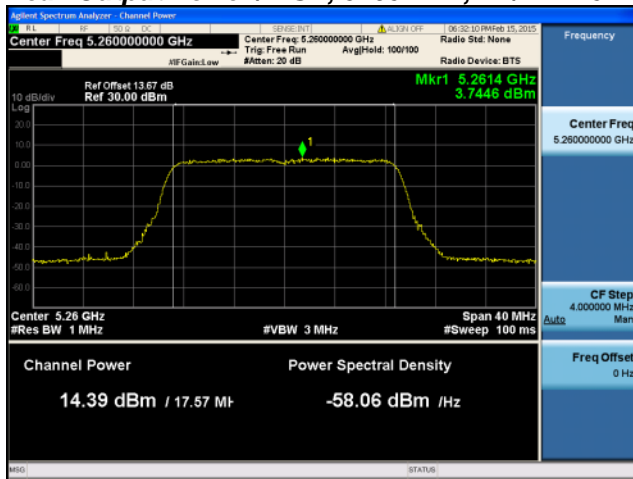 Agilent Spectrum Analyzer - Channel Power
RL RF 50 Ω DC SENSE:INT ALIGN OFF 06:32:10 PM Feb 15, 2015
Center Freq 5.260000000 GHz Center Freq: 5.260000000 GHz Radio Std: None Frequency
Trig: Free Run Avg|Hold: 100/100
#IFGain:Low #Atten: 20 dB Radio Device: BTS
Mkr1 5.2614 GHz
Ref Offset 13.67 dB
10 dB/div Ref 30.00 dBm 3.7446 dBm
Log
20.0
10.0
1
0.00
-10.0
-20.0
-30.0
-40.0
-50.0
-60.0
Center Freq
5.260000000 GHz
Center 5.26 GHz Span 40 MHz
#Res BW 1 MHz #VBW 3 MHz #Sweep 100 ms
CF Step
4.000000 MHz
Auto Man
Channel Power Power Spectral Density
14.39 dBm / 17.57 MH -58.06 dBm /Hz
Freq Offset
0 Hz
MSG STATUS